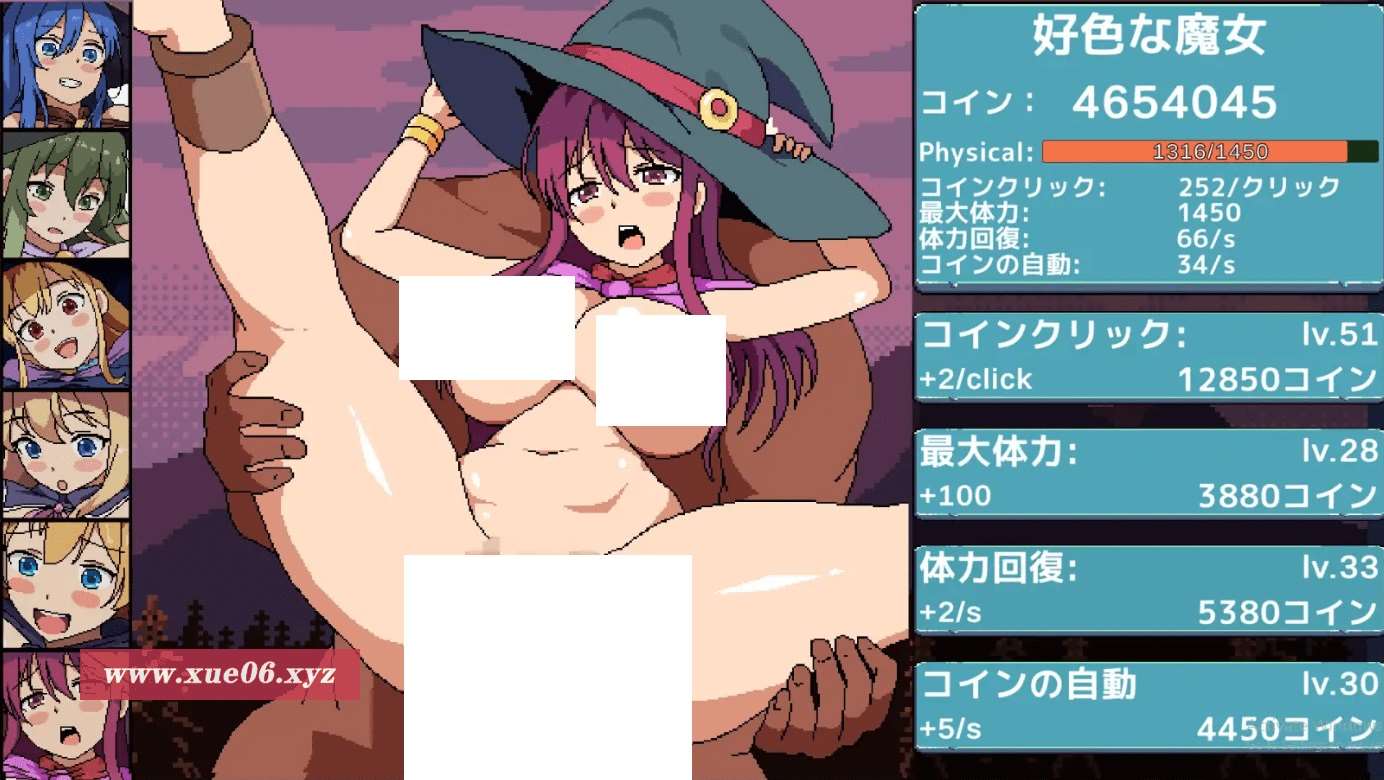 好色な魔女
コイン： 4654045
Physical: 1316/1450
コインクリック: 252/クリック
最大体力: 1450
体力回復: 66/s
コインの自動: 34/s
コインクリック: lv.51
+2/click 12850コイン
最大体力: lv.28
+100 3880コイン
体力回復: lv.33
+2/s 5380コイン
コインの自動 lv.30
+5/s 4450コイン
www.xue06.xyz